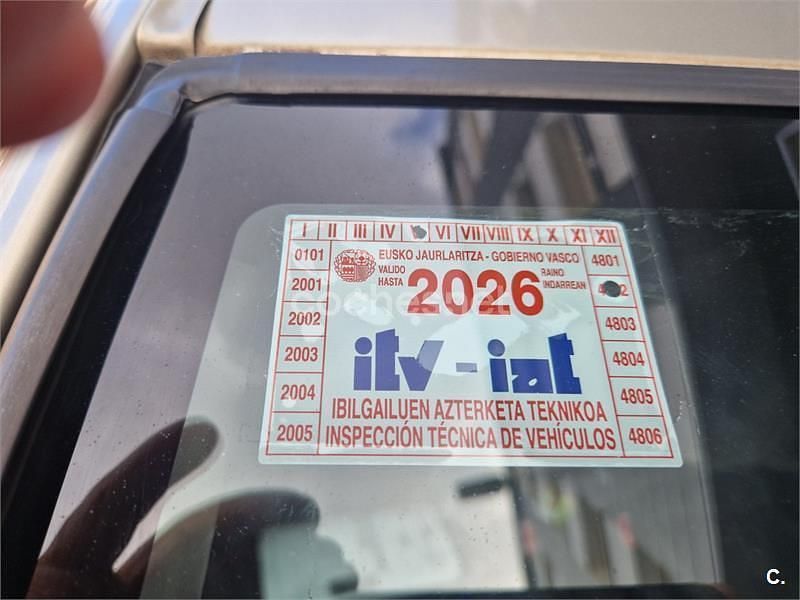 I II III IV VI VII VIII IX X XI XII
0101
2001
2002
2003
2004
2005
EUSKO JAURLARITZA - GOBIERNO VASCO
VALIDO
HASTA
2026
RAINO
INDARREAN
itv-iat
IBILGAILUEN AZTERKETA TEKNIKOA
INSPECCIÓN TÉCNICA DE VEHÍCULOS
4801
4803
4804
4805
4806
C.